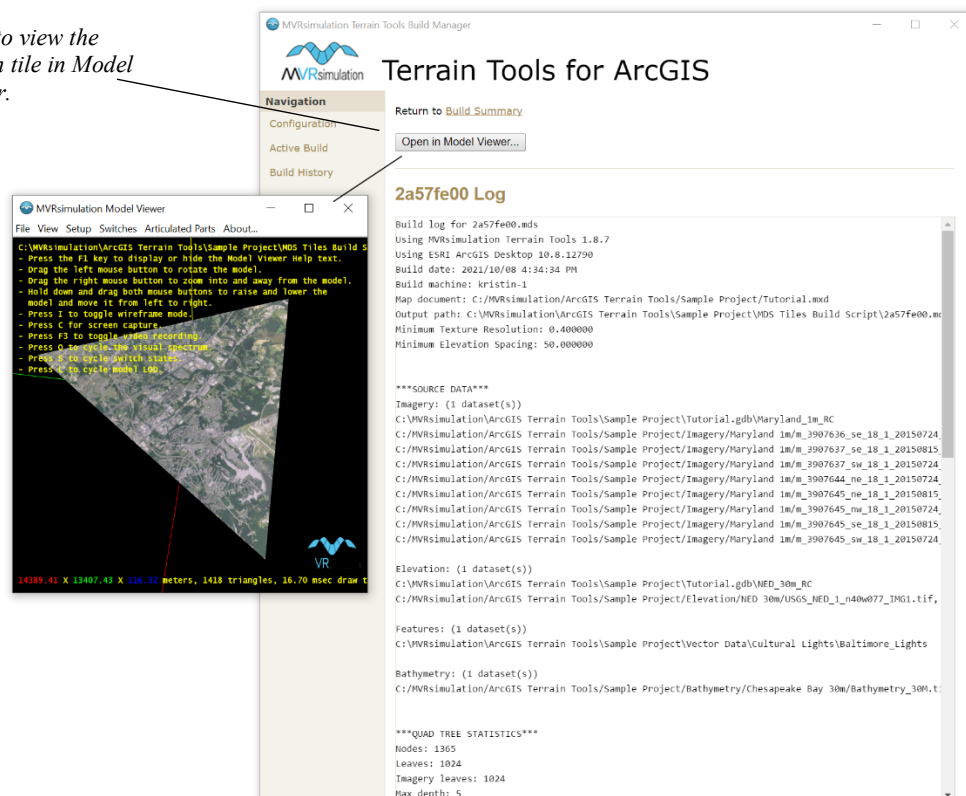 to view the
tile in Model
MVRsimulation Terrain Tools Build Manager
MVRsimulation
Terrain Tools for ArcGIS
Navigation
Configuration
Active Build
Build History
Return to Build Summary
Open in Model Viewer...
2a57fe00 Log
Build log for 2a57fe00.mds
Using MVRsimulation Terrain Tools 1.8.7
Using ESRI ArcGIS Desktop 10.8.12790
Build date: 2021/10/08 4:34:34 PM
Build machine: kristin-1
Map document: C:/MVRsimulation/ArcGIS Terrain Tools/Sample Project/Tutorial.mxd
Output path: C:\MVRsimulation\ArcGIS Terrain Tools\Sample Project\MDS Tiles Build Script\2a57fe00.m
Minimum Texture Resolution: 0.400000
Minimum Elevation Spacing: 50.000000
***SOURCE DATA***
Imagery: (1 dataset(s))
C:\MVRsimulation\ArcGIS Terrain Tools\Sample Project\Tutorial.gdb\Maryland_1m_RC
C:/MVRsimulation/ArcGIS Terrain Tools/Sample Project/Imagery/Maryland 1m/m_3907636_se_18_1_20150724_
C:/MVRsimulation/ArcGIS Terrain Tools/Sample Project/Imagery/Maryland 1m/m_3907637_se_18_1_20150815_
C:/MVRsimulation/ArcGIS Terrain Tools/Sample Project/Imagery/Maryland 1m/m_3907637_sw_18_1_20150724_
C:/MVRsimulation/ArcGIS Terrain Tools/Sample Project/Imagery/Maryland 1m/m_3907644_ne_18_1_20150724_
C:/MVRsimulation/ArcGIS Terrain Tools/Sample Project/Imagery/Maryland 1m/m_3907645_ne_18_1_20150815_
C:/MVRsimulation/ArcGIS Terrain Tools/Sample Project/Imagery/Maryland 1m/m_3907645_nw_18_1_20150724_
C:/MVRsimulation/ArcGIS Terrain Tools/Sample Project/Imagery/Maryland 1m/m_3907645_se_18_1_20150815_
C:/MVRsimulation/ArcGIS Terrain Tools/Sample Project/Imagery/Maryland 1m/m_3907645_sw_18_1_20150724_
Elevation: (1 dataset(s))
C:\MVRsimulation\ArcGIS Terrain Tools\Sample Project\Tutorial.gdb\NED_30m_RC
C:/MVRsimulation/ArcGIS Terrain Tools/Sample Project/Elevation/NED 30m/USGS_NED_1_n40w077_IMG1.tif,
Features: (1 dataset(s))
C:\MVRsimulation\ArcGIS Terrain Tools\Sample Project\Vector Data\Cultural Lights\Baltimore_Lights
Bathymetry: (1 dataset(s))
C:/MVRsimulation/ArcGIS Terrain Tools/Sample Project/Bathymetry/Chesapeake Bay 30m/Bathymetry_30M.t
***QUAD TREE STATISTICS***
Nodes: 1365
Leaves: 1024
Imagery leaves: 1024
Max depth: 5
MVRsimulation Model Viewer
File View Setup Switches Articulated Parts About...
C:\MVRsimulation\ArcGIS Terrain Tools\Sample Project\MDS Tiles Build S
- Press the F1 key to display or hide the Model Viewer Help text.
- Drag the left mouse button to rotate the model.
- Drag the right mouse button to zoom into and away from the model.
- Hold down and drag both mouse buttons to raise and lower the
model and move it from left to right.
- Press I to toggle wireframe mode.
- Press C for screen capture.
- Press F3 to toggle video recording.
- Press O to cycle the visual spectrum.
- Press S to cycle switch states.
- Press L to cycle model LOD.
VR
14389.41 X 13407.43 X 116.32 meters, 1418 triangles, 16.70 msec draw t